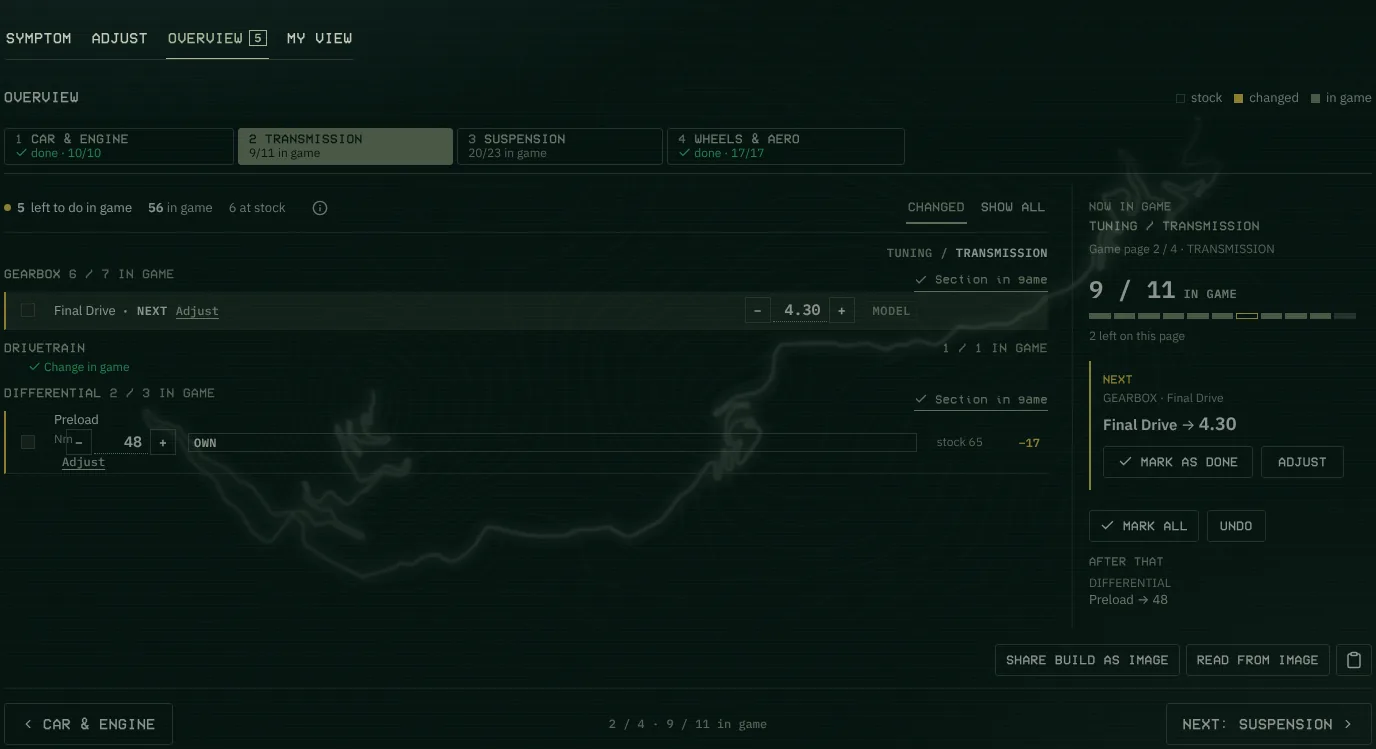 SYMPTOM ADJUST OVERVIEW 5 MY VIEW
OVERVIEW
stock changed in game
1 CAR & ENGINE
✓ done · 10/10
2 TRANSMISSION
9/11 in game
3 SUSPENSION
20/23 in game
4 WHEELS & AERO
✓ done · 17/17
5 left to do in game 56 in game 6 at stock
CHANGED SHOW ALL
TUNING / TRANSMISSION
GEARBOX 6 / 7 IN GAME
✓ Section in game
Final Drive · NEXT Adjust
− 4.30 + MODEL
DRIVETRAIN
1 / 1 IN GAME
✓ Change in game
DIFFERENTIAL 2 / 3 IN GAME
✓ Section in game
Preload
Nm − 48 + OWN stock 65 −17
Adjust
NOW IN GAME
TUNING / TRANSMISSION
Game page 2 / 4 · TRANSMISSION
9 / 11 IN GAME
2 left on this page
NEXT
GEARBOX · Final Drive
Final Drive → 4.30
✓ MARK AS DONE ADJUST
✓ MARK ALL UNDO
AFTER THAT
DIFFERENTIAL
Preload → 48
SHARE BUILD AS IMAGE READ FROM IMAGE
‹ CAR & ENGINE
2 / 4 · 9 / 11 in game
NEXT: SUSPENSION ›